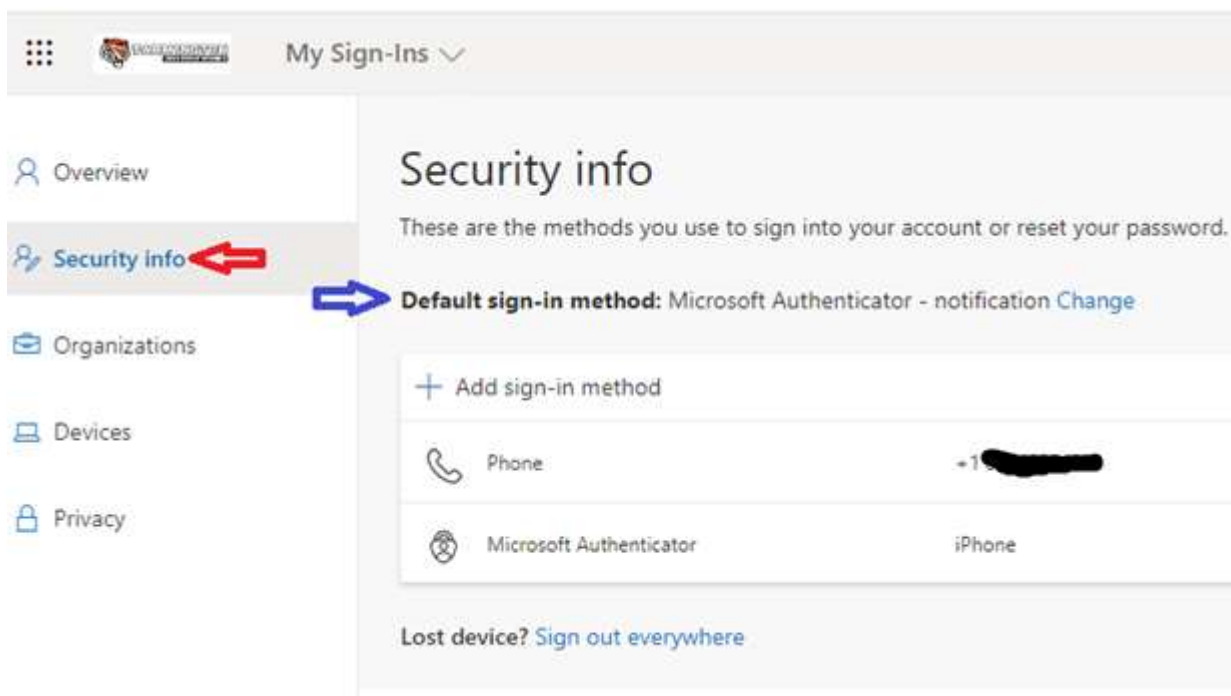 My Sign-Ins
Overview
Security info
Organizations
Devices
Privacy
Security info
These are the methods you use to sign into your account or reset your password.
Default sign-in method: Microsoft Authenticator - notification Change
+ Add sign-in method
Phone +1
Microsoft Authenticator iPhone
Lost device? Sign out everywhere